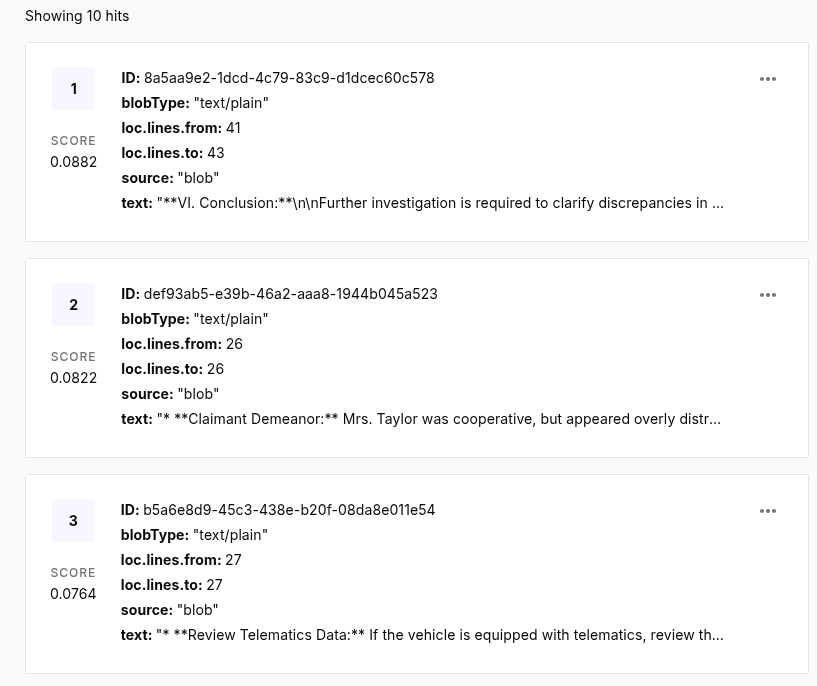 Showing 10 hits
1
SCORE
0.0882
ID: 8a5aa9e2-1dcd-4c79-83c9-d1dcec60c578
blobType: "text/plain"
loc.lines.from: 41
loc.lines.to: 43
source: "blob"
text: "**VI. Conclusion:**\n\nFurther investigation is required to clarify discrepancies in ...
2
SCORE
0.0822
ID: def93ab5-e39b-46a2-aaa8-1944b045a523
blobType: "text/plain"
loc.lines.from: 26
loc.lines.to: 26
source: "blob"
text: "* **Claimant Demeanor:** Mrs. Taylor was cooperative, but appeared overly distr...
3
SCORE
0.0764
ID: b5a6e8d9-45c3-438e-b20f-08da8e011e54
blobType: "text/plain"
loc.lines.from: 27
loc.lines.to: 27
source: "blob"
text: "* **Review Telematics Data:** If the vehicle is equipped with telematics, review th...